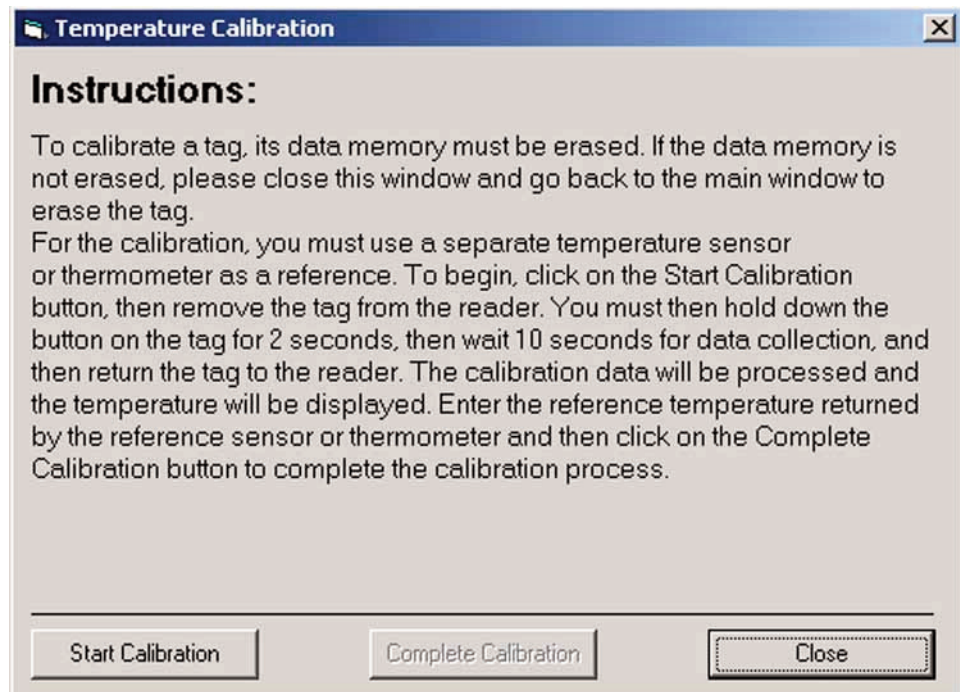 Temperature Calibration
Instructions:
To calibrate a tag, its data memory must be erased. If the data memory is
not erased, please close this window and go back to the main window to
erase the tag.
For the calibration, you must use a separate temperature sensor
or thermometer as a reference. To begin, click on the Start Calibration
button, then remove the tag from the reader. You must then hold down the
button on the tag for 2 seconds, then wait 10 seconds for data collection, and
then return the tag to the reader. The calibration data will be processed and
the temperature will be displayed. Enter the reference temperature returned
by the reference sensor or thermometer and then click on the Complete
Calibration button to complete the calibration process.
Start Calibration
Complete Calibration
Close